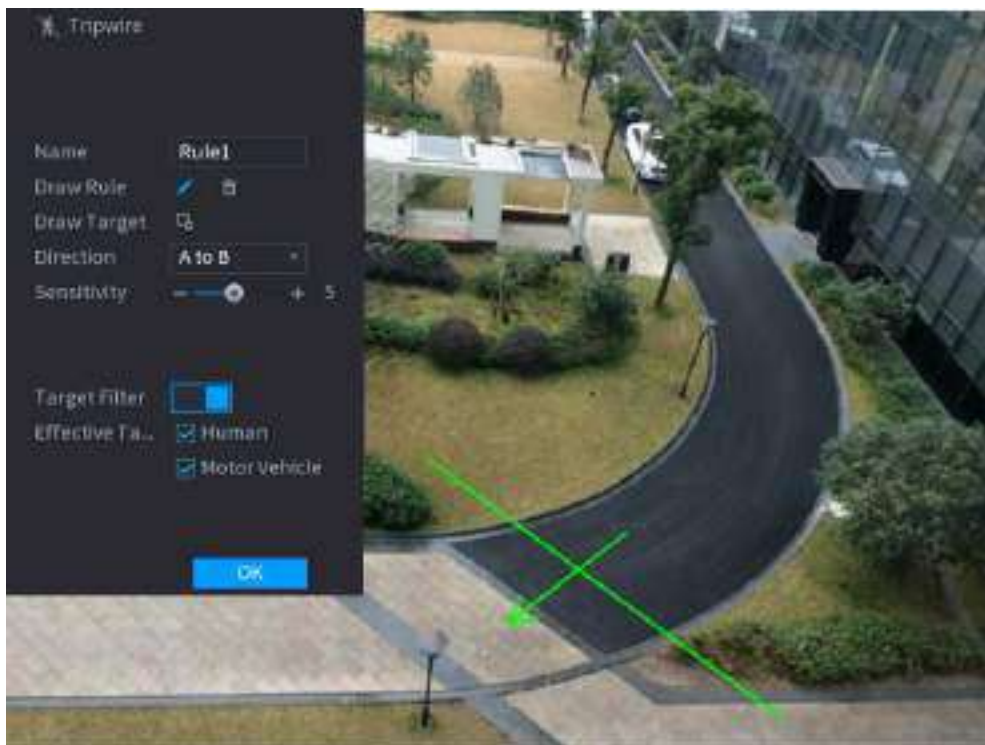 Tripwire
Name Rule1
Draw Rule
Draw Target
Direction A to B
Sensitivity - + 5
Target Filter
Effective Ta...
Human
Motor Vehicle
OK